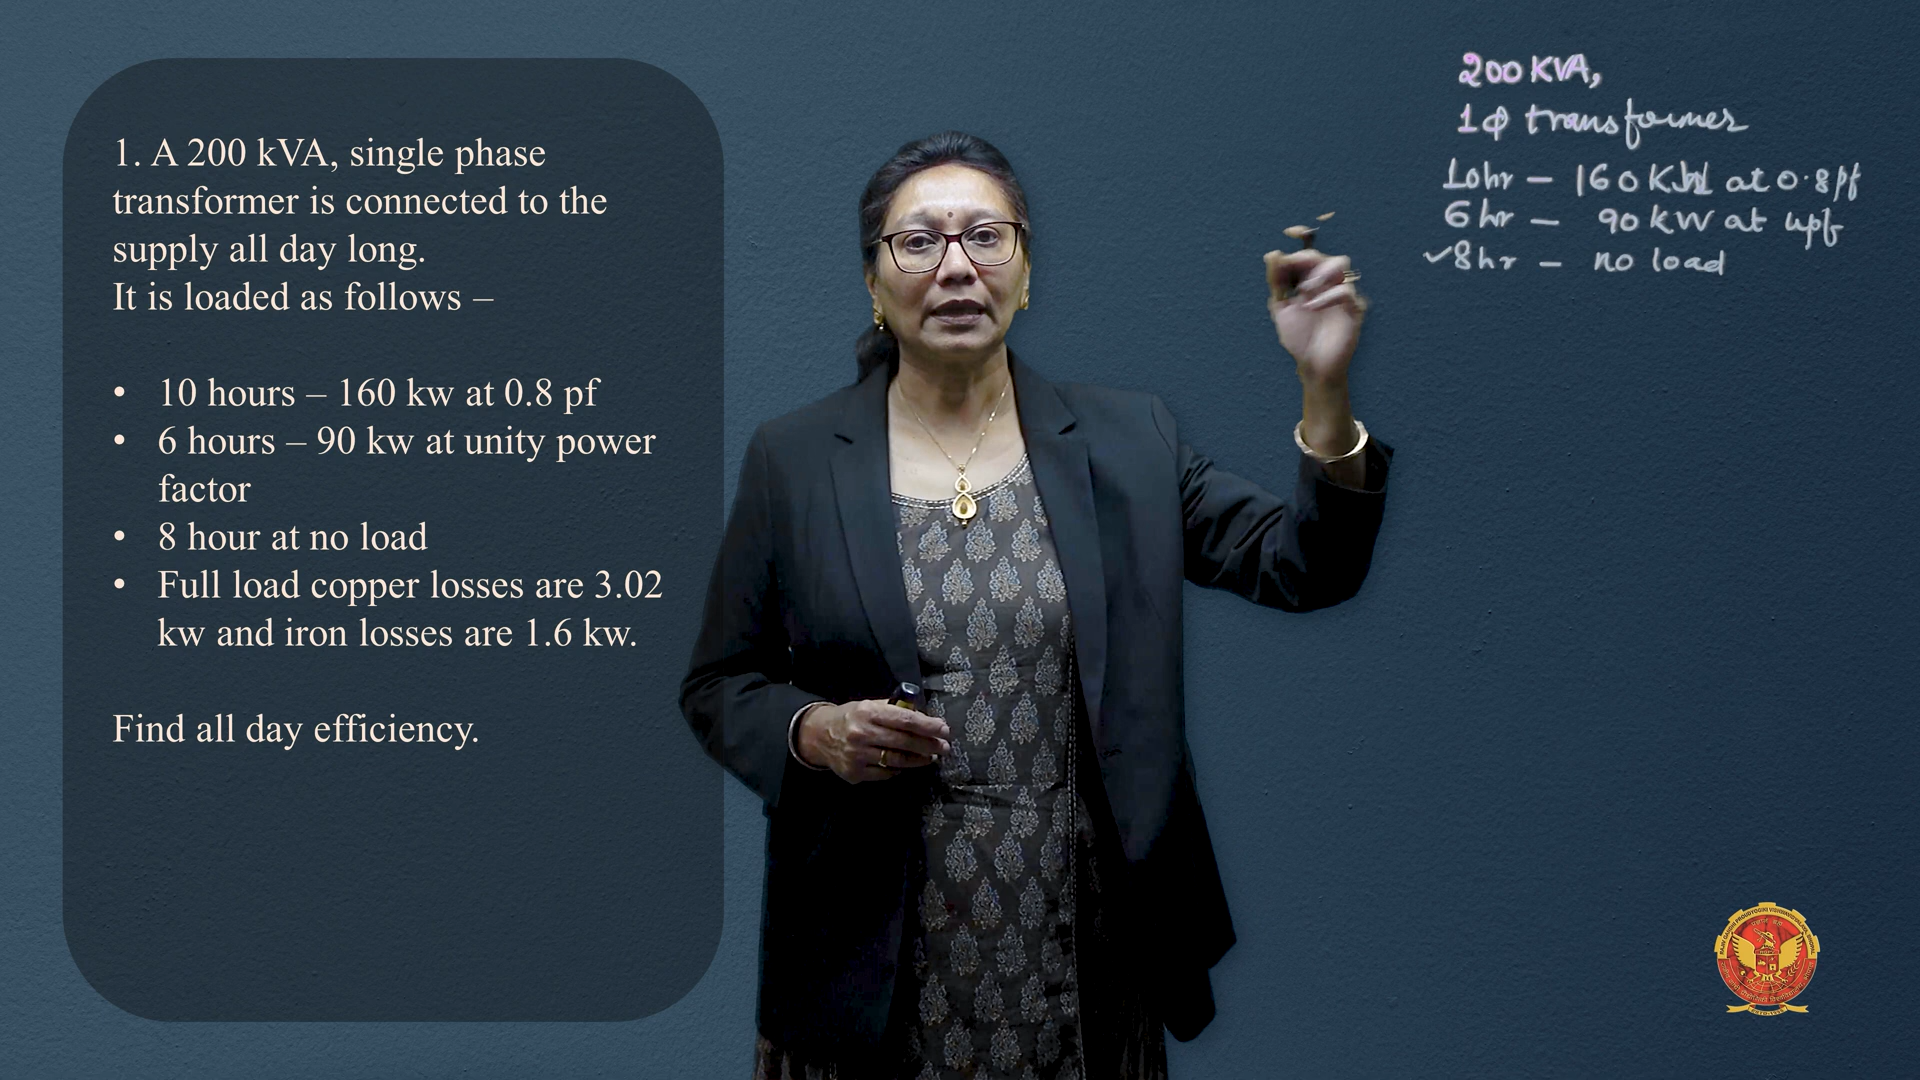 1. A 200 kVA, single phase
transformer is connected to the
supply all day long.
It is loaded as follows –
• 10 hours – 160 kw at 0.8 pf
• 6 hours – 90 kw at unity power
factor
• 8 hour at no load
• Full load copper losses are 3.02
kw and iron losses are 1.6 kw.
Find all day efficiency.
200 KVA,
1Φ transformer
10hr – 160 KW at 0.8 pf
6 hr – 90 kW at upf
✓8hr – no load